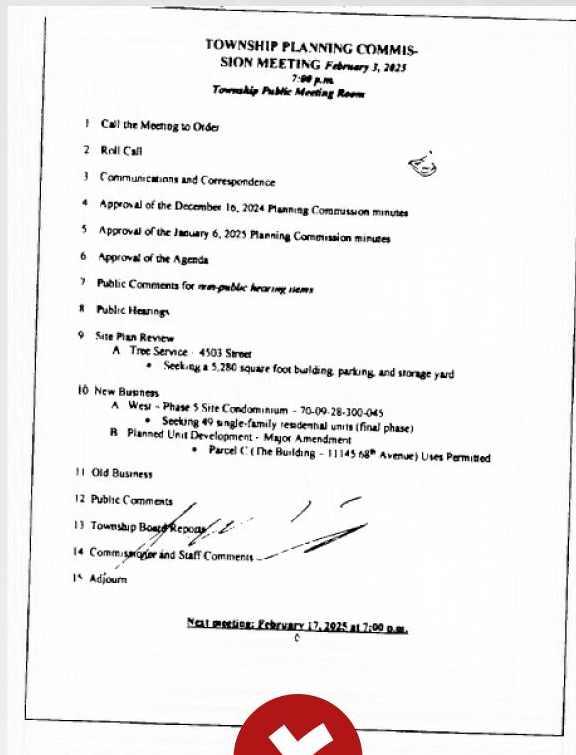 TOWNSHIP PLANNING COMMIS-
SION MEETING February 3, 2025
7:00 p.m.
Township Public Meeting Room
1 Call the Meeting to Order
2 Roll Call
3 Communications and Correspondence
4 Approval of the December 16, 2024 Planning Commission minutes
5 Approval of the January 6, 2025 Planning Commission minutes
6 Approval of the Agenda
7 Public Comments for non-public hearing items
8 Public Hearings
9 Site Plan Review
A Tree Service - 4503 Street
• Seeking a 5,280 square foot building, parking, and storage yard
10 New Business
A West - Phase 5 Site Condominium - 70-09-28-300-045
• Seeking 49 single-family residential units (final phase)
B Planned Unit Development - Major Amendment
• Parcel C (The Building - 11145 68th Avenue) Uses Permitted
11 Old Business
12 Public Comments
13 Township Board Reports
14 Commissioner and Staff Comments
15 Adjourn
Next meeting: February 17, 2025 at 7:00 p.m.